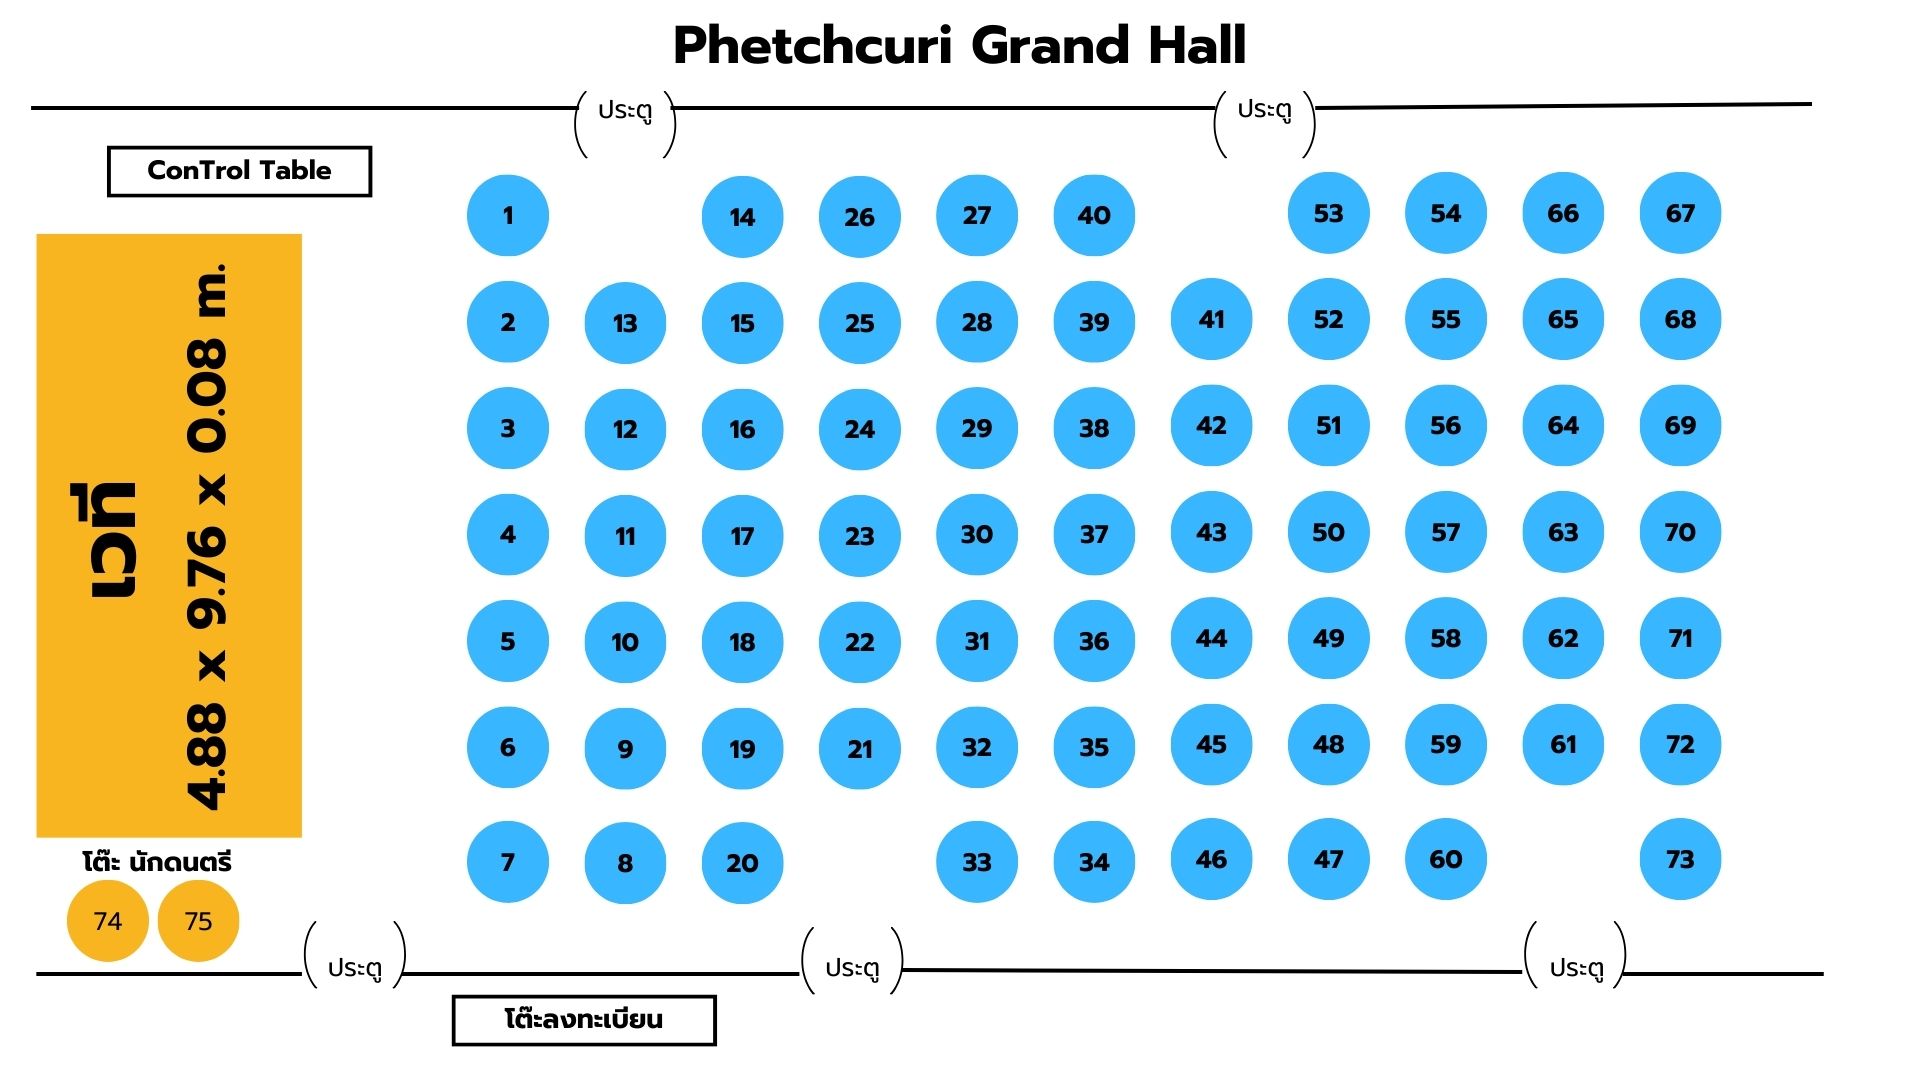 Phetchcuri Grand Hall
ประตู ประตู
ConTrol Table
1 14 26 27 40 53 54 66 67
2 13 15 25 28 39 41 52 55 65 68
3 12 16 24 29 38 42 51 56 64 69
4 11 17 23 30 37 43 50 57 63 70
5 10 18 22 31 36 44 49 58 62 71
6 9 19 21 32 35 45 48 59 61 72
7 8 20 33 34 46 47 60 73
เวที
4.88 x 9.76 x 0.08 m.
โต๊ะ นักดนตรี
74 75
ประตู ประตู ประตู
โต๊ะลงทะเบียน